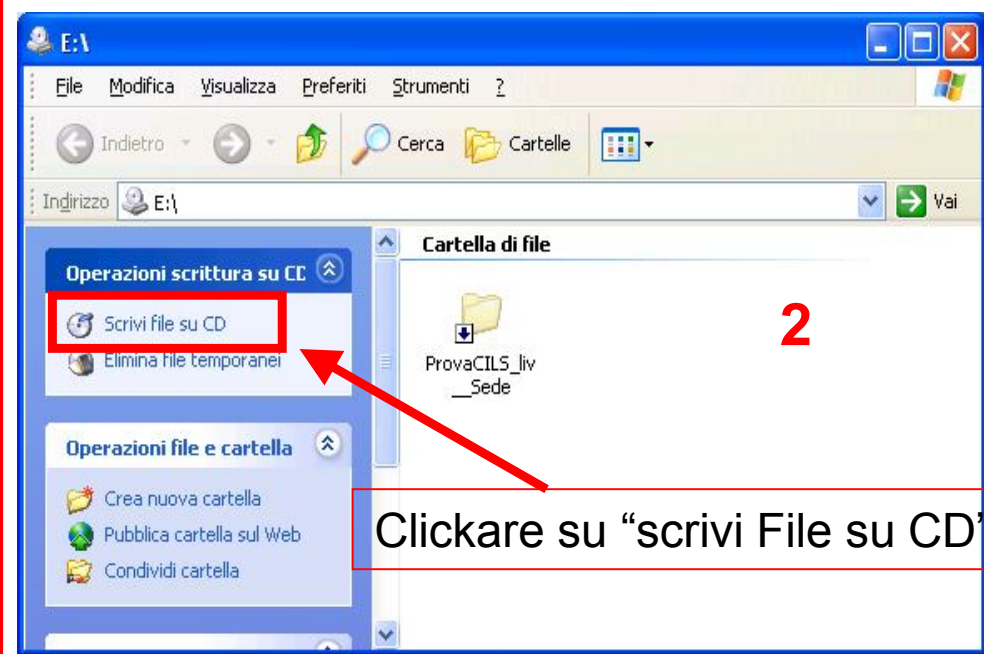 E:\
File Modifica Visualizza Preferiti Strumenti ?
Indietro Cerca Cartelle
Indirizzo E:\ Vai
Operazioni scrittura su CD
Scrivi file su CD
Elimina file temporanei
Operazioni file e cartella
Crea nuova cartella
Pubblica cartella sul Web
Condividi cartella
Cartella di file
ProvaCILS_liv
__Sede
2
Clickare su “scrivi File su CD”